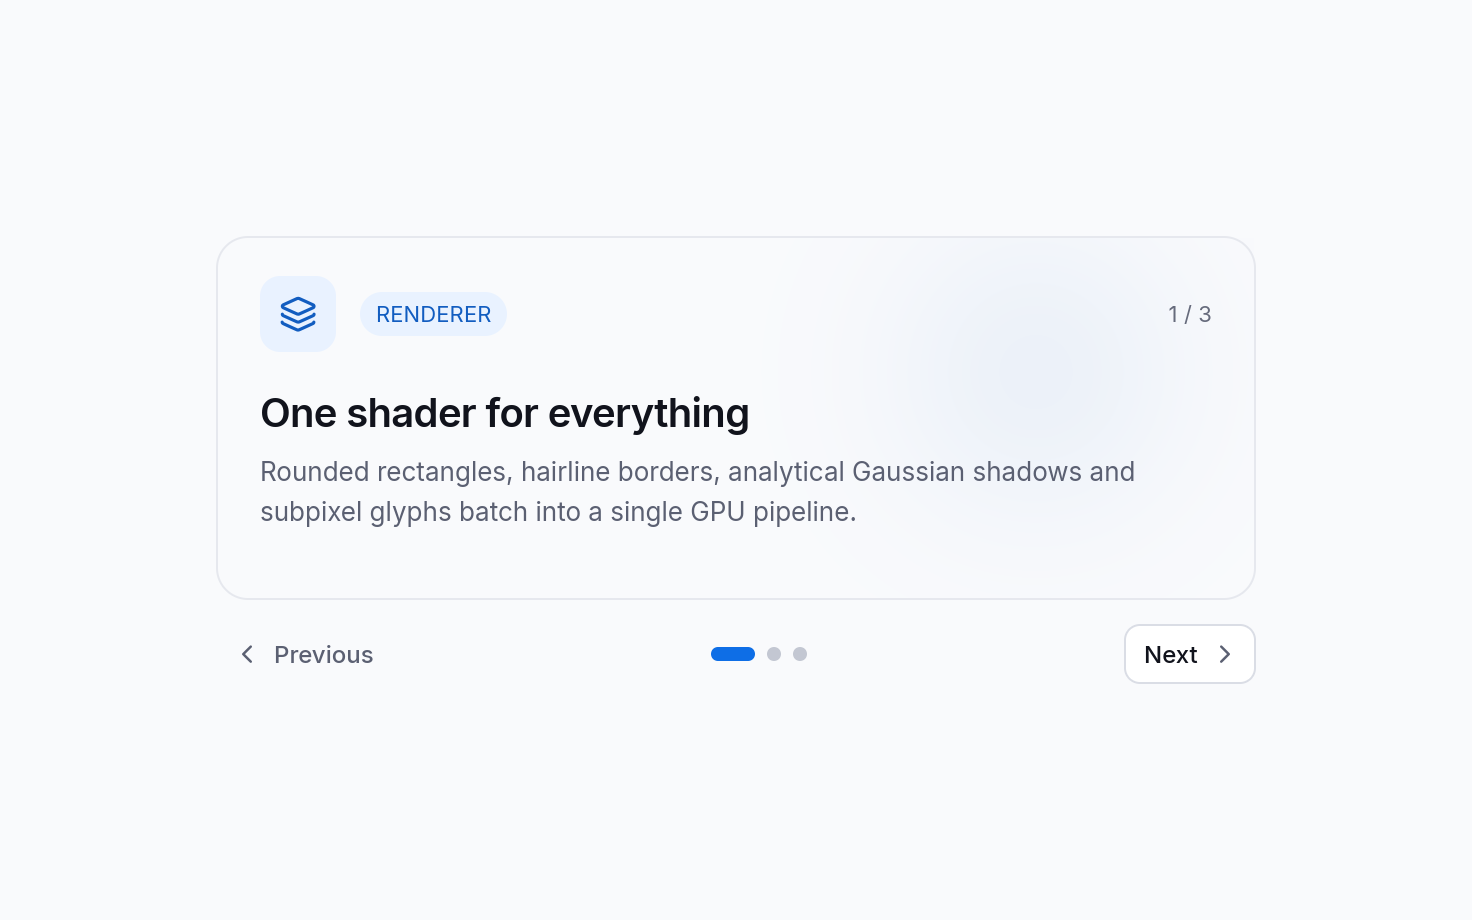 RENDERER
1 / 3
One shader for everything
Rounded rectangles, hairline borders, analytical Gaussian shadows and
subpixel glyphs batch into a single GPU pipeline.
Previous
Next